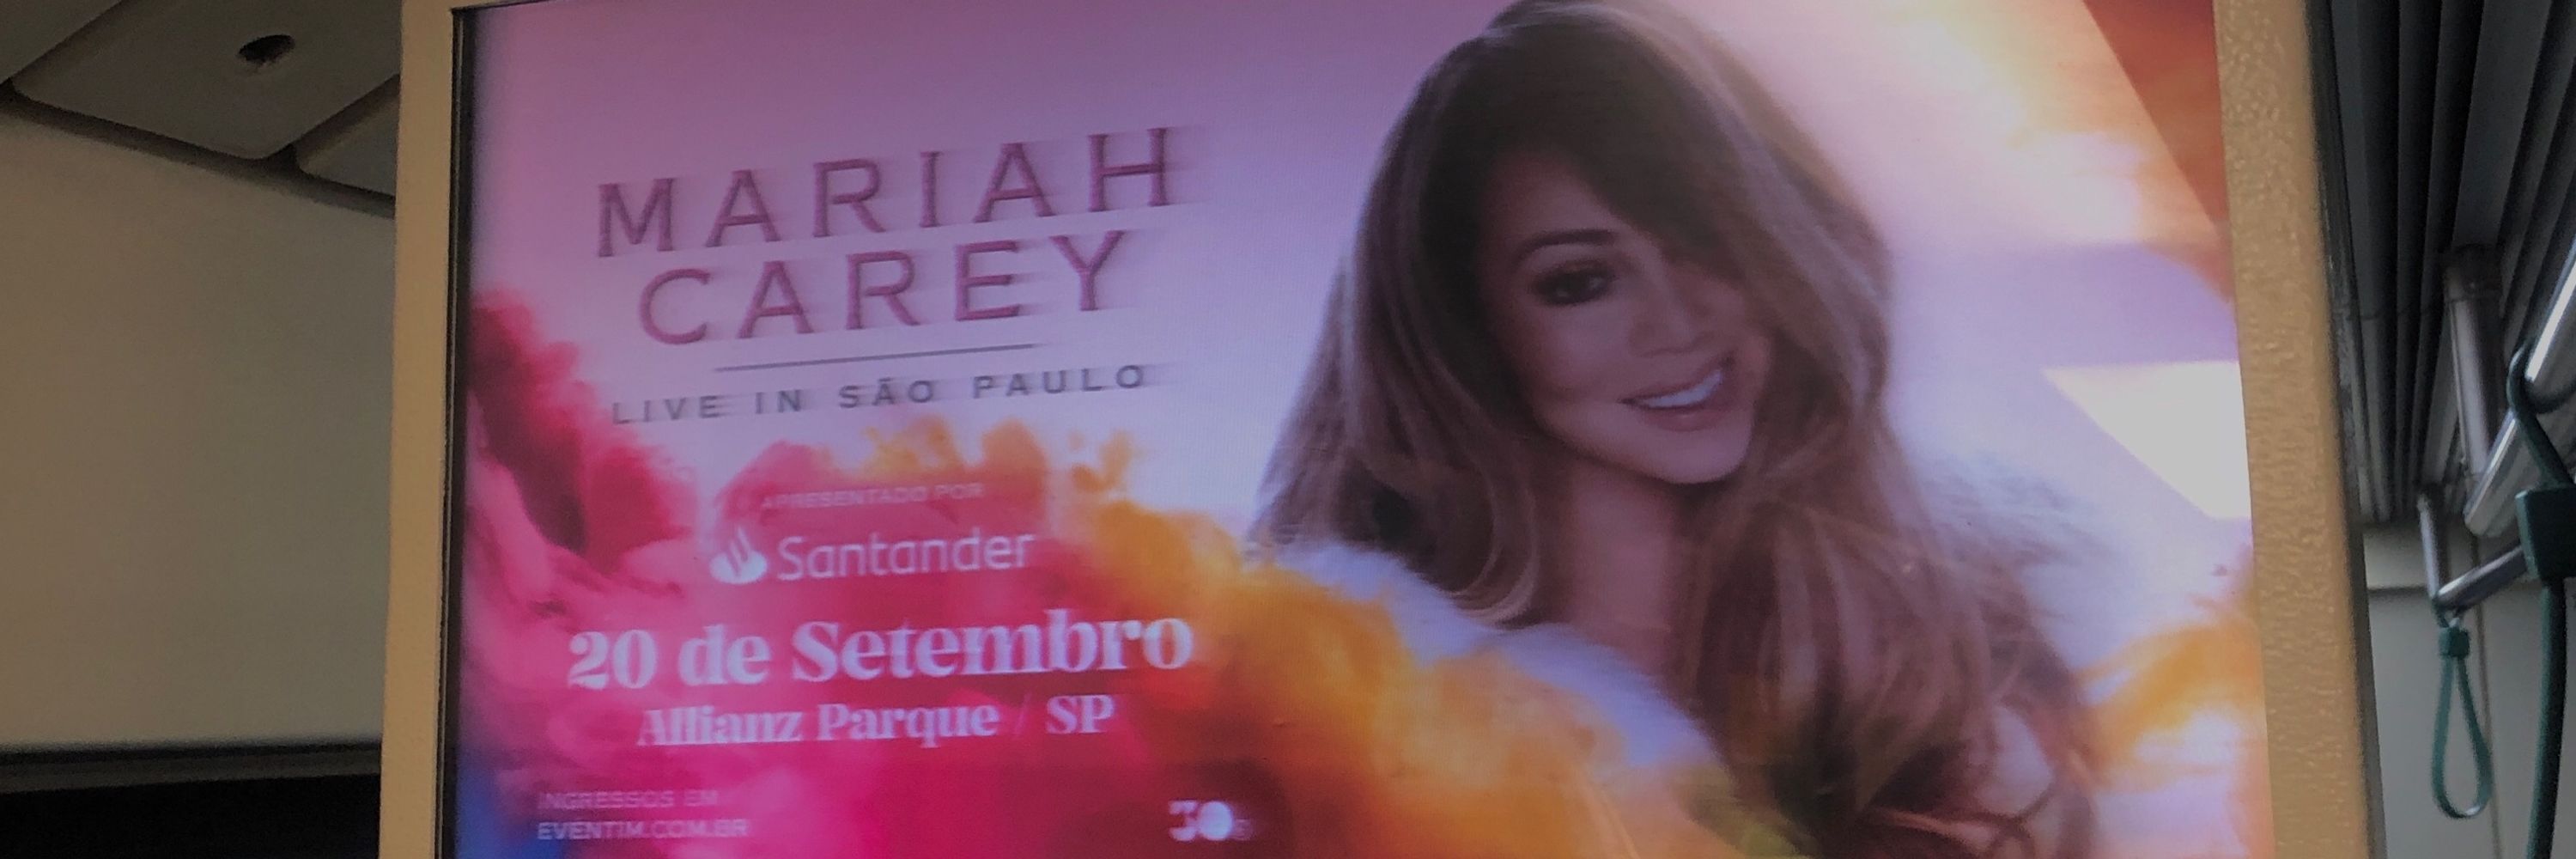 MARIAH
CAREY
LIVE IN SÃO PAULO
APRESENTADO POR
Santander
20 de Setembro
Allianz Parque / SP
INGRESSOS EM
EVENTIM.COM.BR
30e